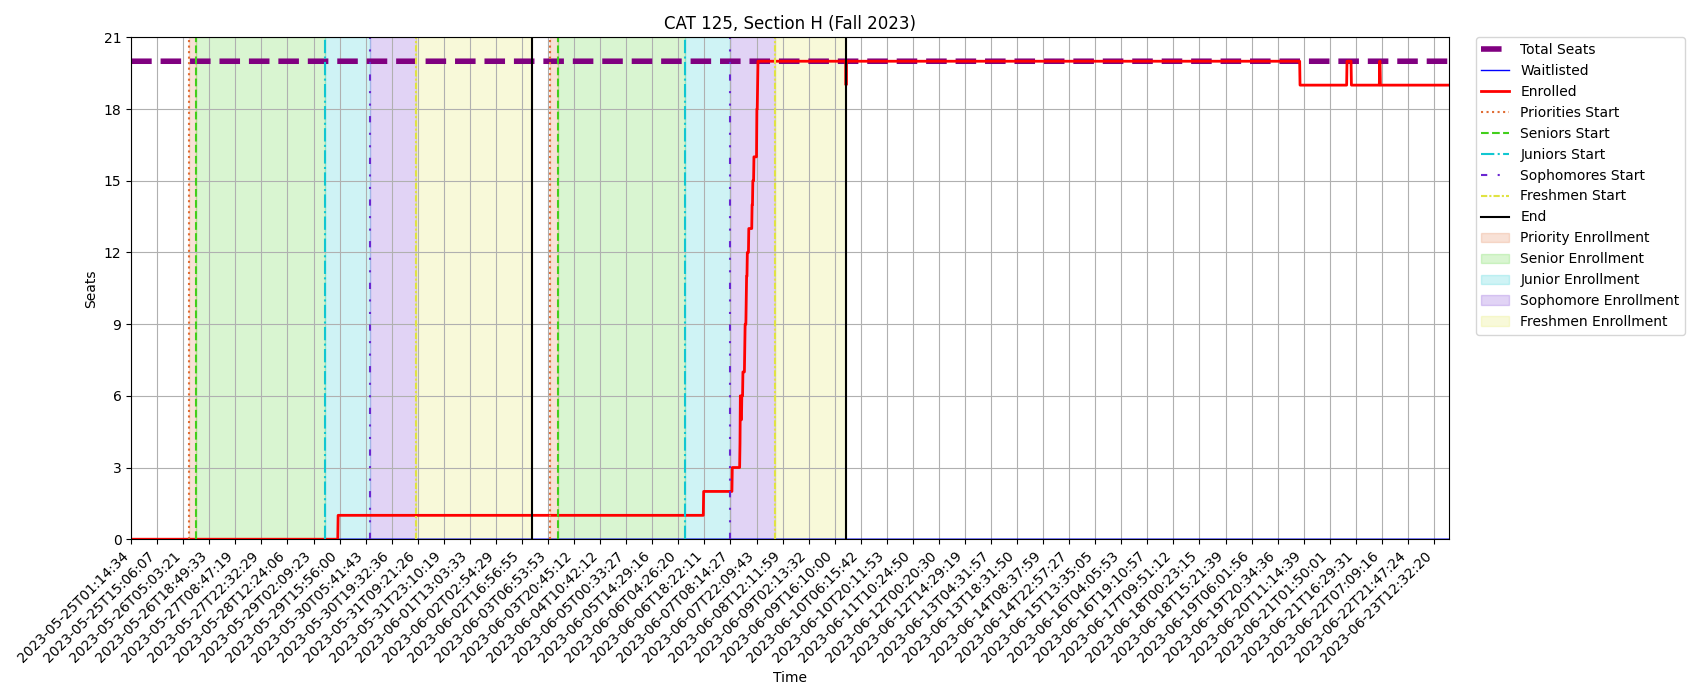 CAT 125, Section H (Fall 2023)
21
18
15
12
9
6
3
0
Seats
2023-05-25T01:14:34
2023-05-25T15:06:07
2023-05-26T05:03:21
2023-05-26T18:49:33
2023-05-27T08:47:19
2023-05-27T22:32:29
2023-05-28T12:24:06
2023-05-29T02:09:23
2023-05-29T15:56:00
2023-05-30T05:41:43
2023-05-30T19:32:36
2023-05-31T09:21:26
2023-05-31T23:10:19
2023-06-01T13:03:33
2023-06-02T02:54:29
2023-06-02T16:56:55
2023-06-03T06:53:53
2023-06-03T20:45:12
2023-06-04T10:42:12
2023-06-05T00:33:27
2023-06-05T14:29:16
2023-06-06T04:26:20
2023-06-06T18:22:11
2023-06-07T08:14:27
2023-06-07T22:09:43
2023-06-08T12:11:59
2023-06-09T02:13:32
2023-06-09T16:10:00
2023-06-10T06:15:42
2023-06-10T20:11:53
2023-06-11T10:24:50
2023-06-12T00:20:30
2023-06-12T14:29:19
2023-06-13T04:31:57
2023-06-13T18:31:50
2023-06-14T08:37:59
2023-06-14T22:57:27
2023-06-15T13:35:05
2023-06-16T04:05:53
2023-06-16T19:10:57
2023-06-17T09:51:12
2023-06-18T00:23:15
2023-06-18T15:21:39
2023-06-19T06:01:56
2023-06-19T20:34:36
2023-06-20T11:14:39
2023-06-21T01:50:01
2023-06-21T16:29:31
2023-06-22T07:09:16
2023-06-22T21:47:24
2023-06-23T12:32:20
Time
Total Seats
Waitlisted
Enrolled
Priorities Start
Seniors Start
Juniors Start
Sophomores Start
Freshmen Start
End
Priority Enrollment
Senior Enrollment
Junior Enrollment
Sophomore Enrollment
Freshmen Enrollment